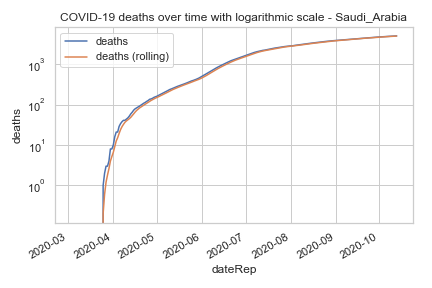 COVID-19 deaths over time with logarithmic scale - Saudi_Arabia
deaths
deaths (rolling)
deaths
10³
10²
10¹
10⁰
2020-03
2020-04
2020-05
2020-06
2020-07
2020-08
2020-09
2020-10
dateRep